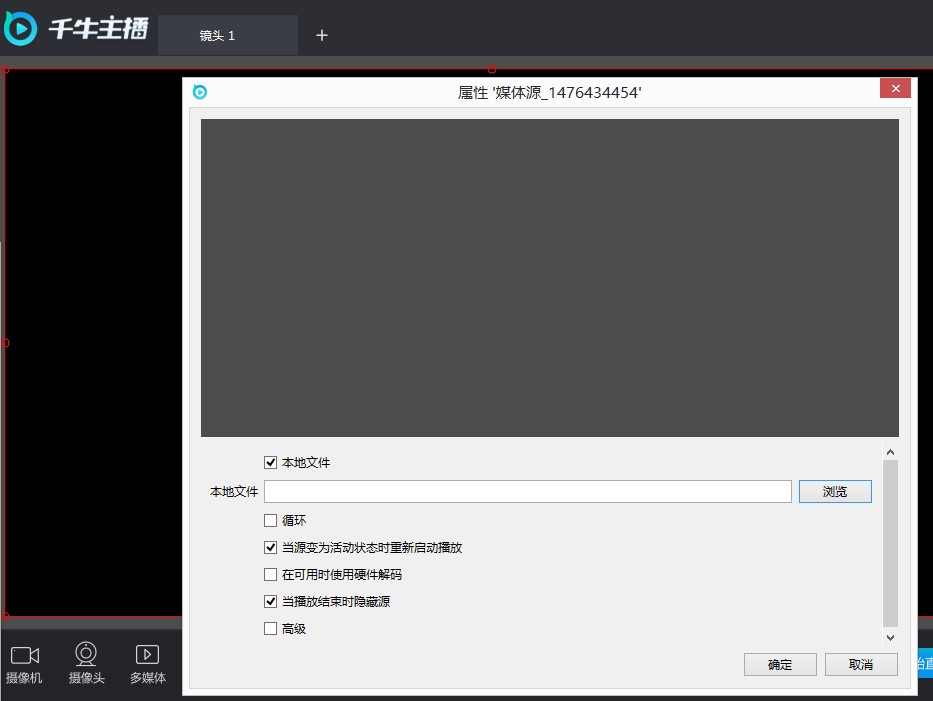 千牛主播
镜头 1
+
属性 '媒体源_1476434454'
本地文件
本地文件
浏览
循环
当源变为活动状态时重新启动播放
在可用时使用硬件解码
当播放结束时隐藏源
高级
确定
取消
摄像机
摄像头
多媒体